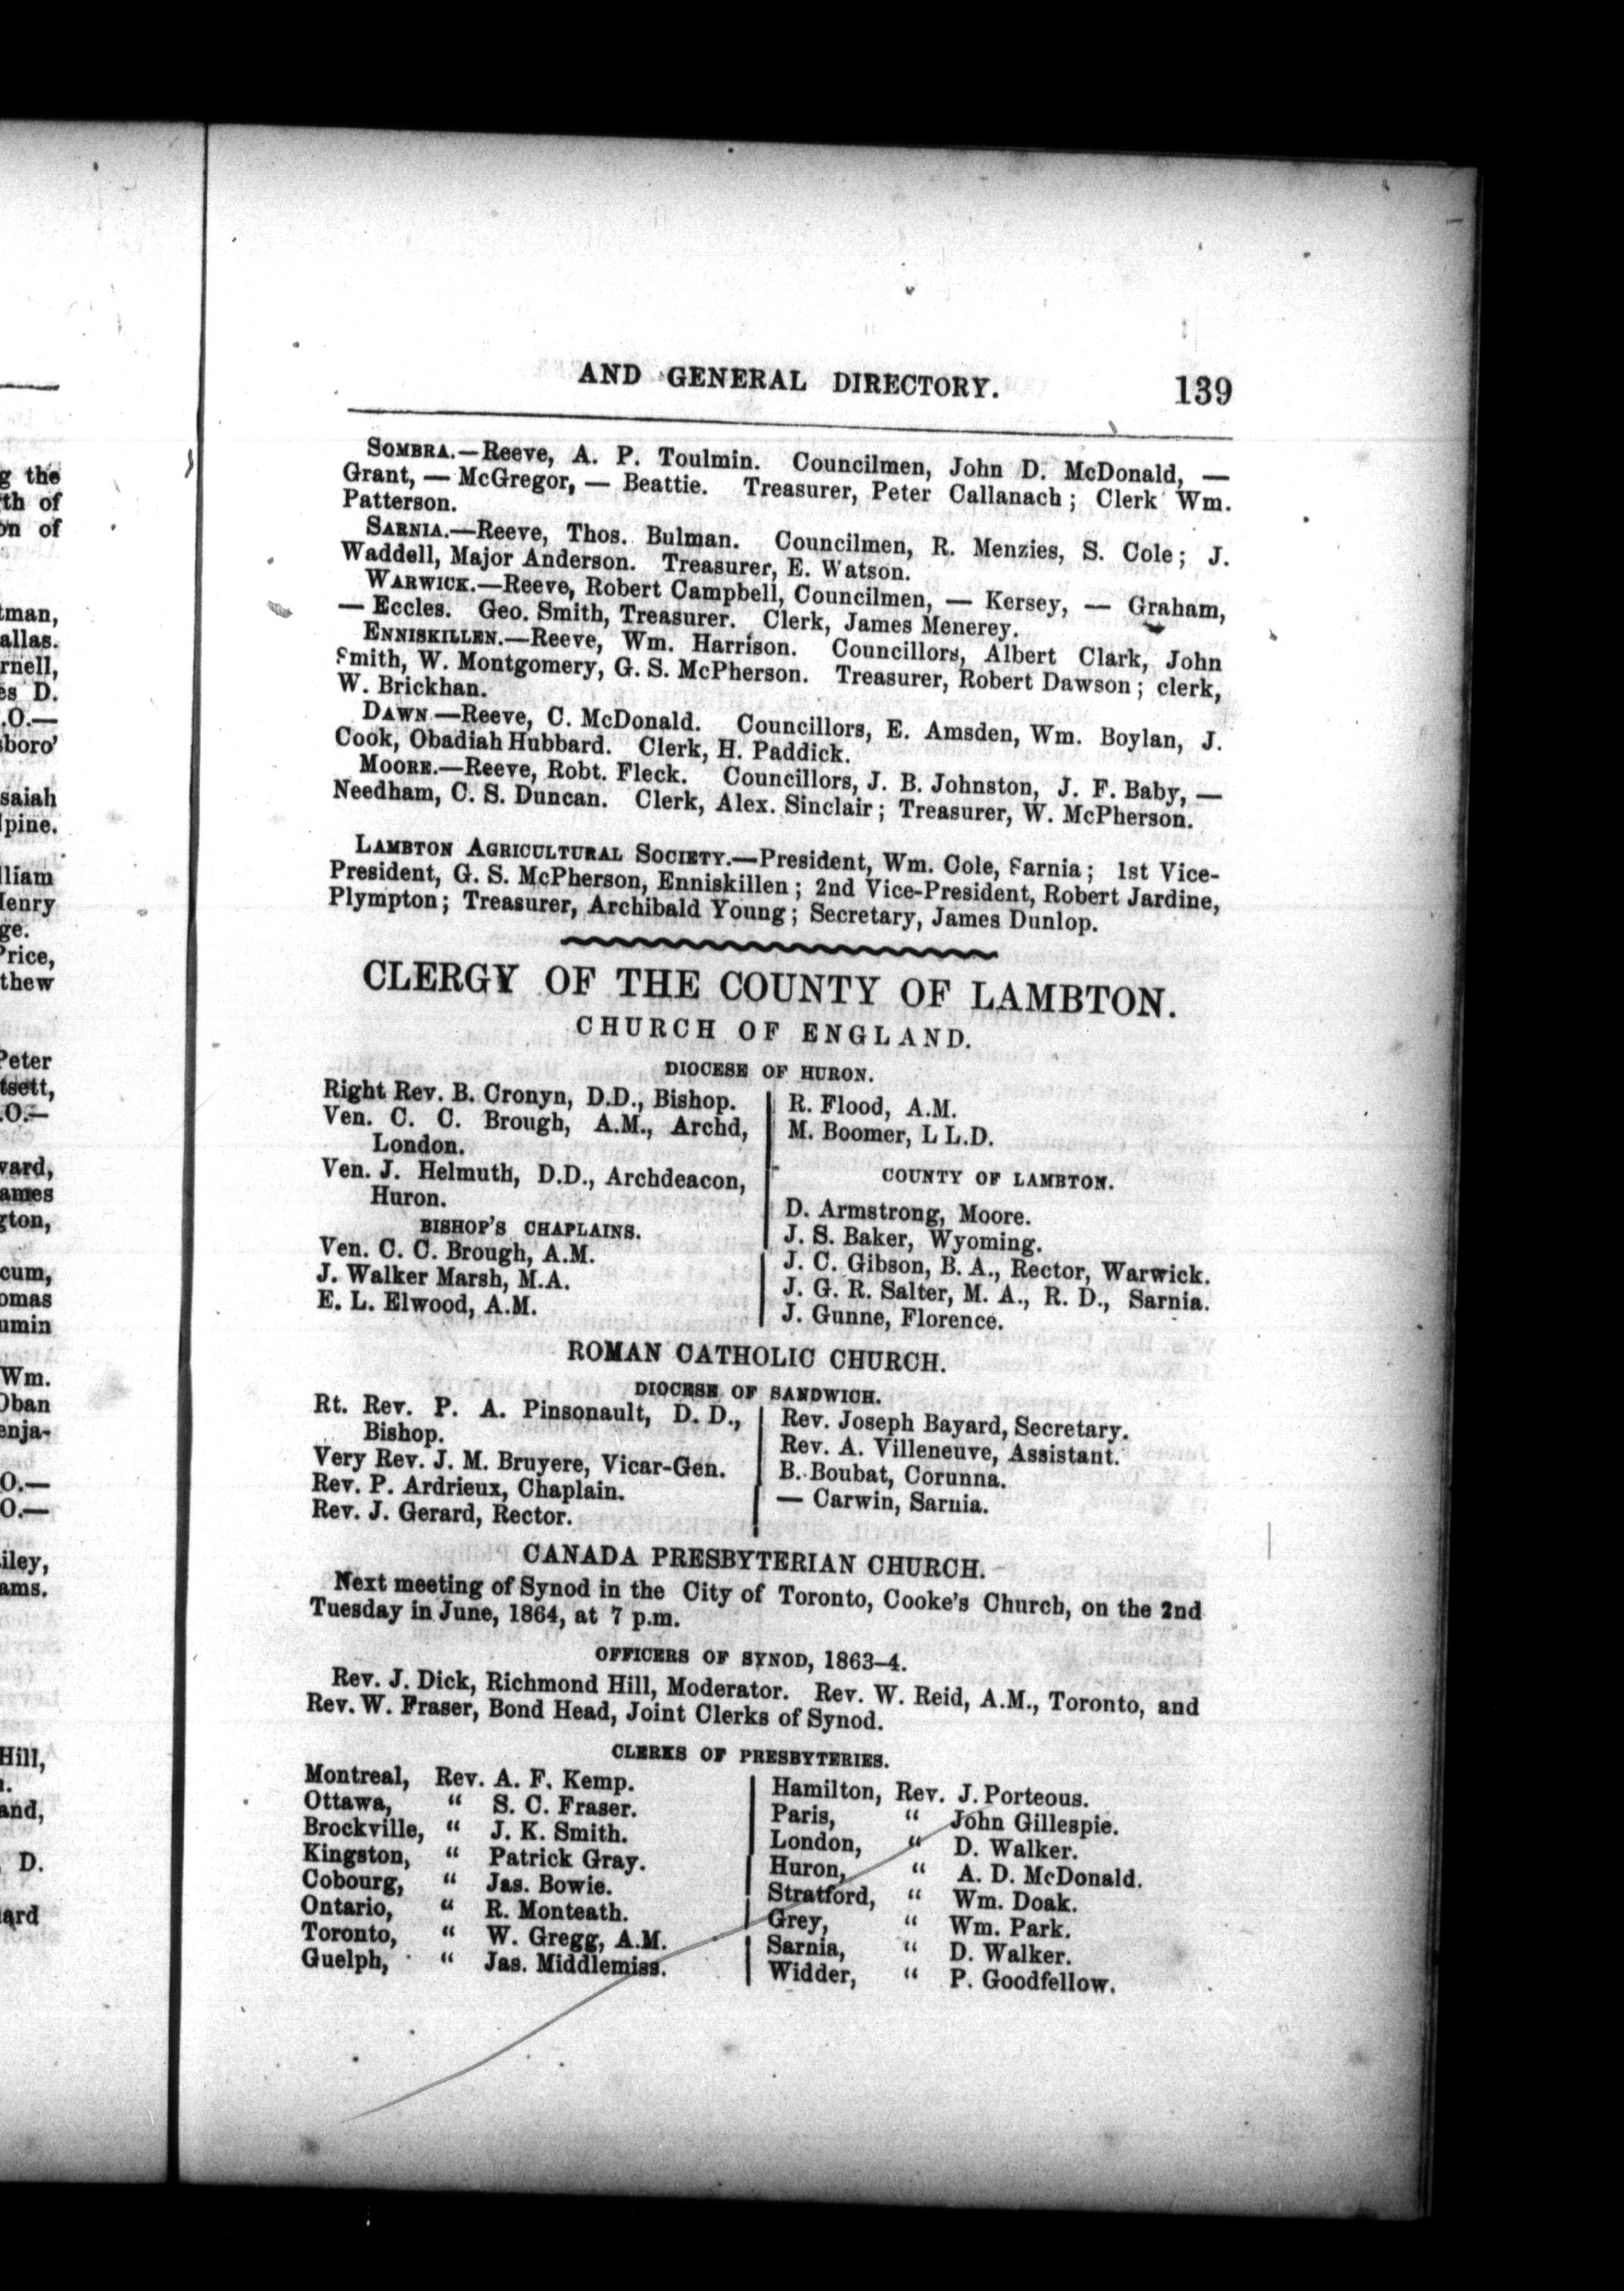 AND GENERAL DIRECTORY. 139
SOMBRA.—Reeve, A. P. Toulmin. Councilmen, John D. McDonald, —
Grant, — McGregor, — Beattie. Treasurer, Peter Callanach; Clerk Wm.
Patterson.
SARNIA.—Reeve, Thos. Bulman. Councilmen, R. Menzies, S. Cole; J.
Waddell, Major Anderson. Treasurer, E. Watson.
WARWICK.—Reeve, Robert Campbell, Councilmen, — Kersey, — Graham,
— Eccles. Geo. Smith, Treasurer. Clerk, James Menerey.
ENNISKILLEN.—Reeve, Wm. Harrison. Councillors, Albert Clark, John
Smith, W. Montgomery, G. S. McPherson. Treasurer, Robert Dawson; clerk,
W. Brickhan.
DAWN—Reeve, C. McDonald. Councillors, E. Amsden, Wm. Boylan, J.
Cook, Obadiah Hubbard. Clerk, H. Paddick.
MOORE.—Reeve, Robt. Fleck. Councillors, J. B. Johnston, J. F. Baby, —
Needham, C. S. Duncan. Clerk, Alex. Sinclair; Treasurer, W. McPherson.
LAMBTON AGRICULTURAL SOCIETY.—President, Wm. Cole, Sarnia; 1st Vice-
President, G. S. McPherson, Enniskillen; 2nd Vice-President, Robert Jardine,
Plympton; Treasurer, Archibald Young; Secretary, James Dunlop.
CLERGY OF THE COUNTY OF LAMBTON.
CHURCH OF ENGLAND.
DIOCESE OF HURON.
Right Rev. B. Cronyn, D.D., Bishop.
Ven. C. C. Brough, A.M., Archd,
London.
Ven. J. Helmuth, D.D., Archdeacon,
Huron.
BISHOP'S CHAPLAINS.
Ven. C. C. Brough, A.M.
J. Walker Marsh, M.A.
E. L. Elwood, A.M.
R. Flood, A.M.
M. Boomer, L L.D.
COUNTY OF LAMBTON.
D. Armstrong, Moore.
J. S. Baker, Wyoming.
J. C. Gibson, B. A., Rector, Warwick.
J. G. R. Salter, M. A., R. D., Sarnia.
J. Gunne, Florence.
ROMAN CATHOLIC CHURCH.
DIOCESE OF SANDWICH.
Rt. Rev. P. A. Pinsonault, D. D.,
Bishop.
Very Rev. J. M. Bruyere, Vicar-Gen.
Rev. P. Ardrieux, Chaplain.
Rev. J. Gerard, Rector.
Rev. Joseph Bayard, Secretary.
Rev. A. Villeneuve, Assistant.
B. Boubat, Corunna.
— Carwin, Sarnia.
CANADA PRESBYTERIAN CHURCH.
Next meeting of Synod in the City of Toronto, Cooke's Church, on the 2nd
Tuesday in June, 1864, at 7 p.m.
OFFICERS OF SYNOD, 1863-4.
Rev. J. Dick, Richmond Hill, Moderator. Rev. W. Reid, A.M., Toronto, and
Rev. W. Fraser, Bond Head, Joint Clerks of Synod.
CLERKS OF PRESBYTERIES.
Montreal, Rev. A. F. Kemp.
Ottawa, " S. C. Fraser.
Brockville, " J. K. Smith.
Kingston, " Patrick Gray.
Cobourg, " Jas. Bowie.
Ontario, " R. Monteath.
Toronto, " W. Gregg, A.M.
Guelph, " Jas. Middlemiss.
Hamilton, Rev. J. Porteous.
Paris, " John Gillespie.
London, " D. Walker.
Huron, " A. D. McDonald.
Stratford, " Wm. Doak.
Grey, " Wm. Park.
Sarnia, " D. Walker.
Widder, " P. Goodfellow.